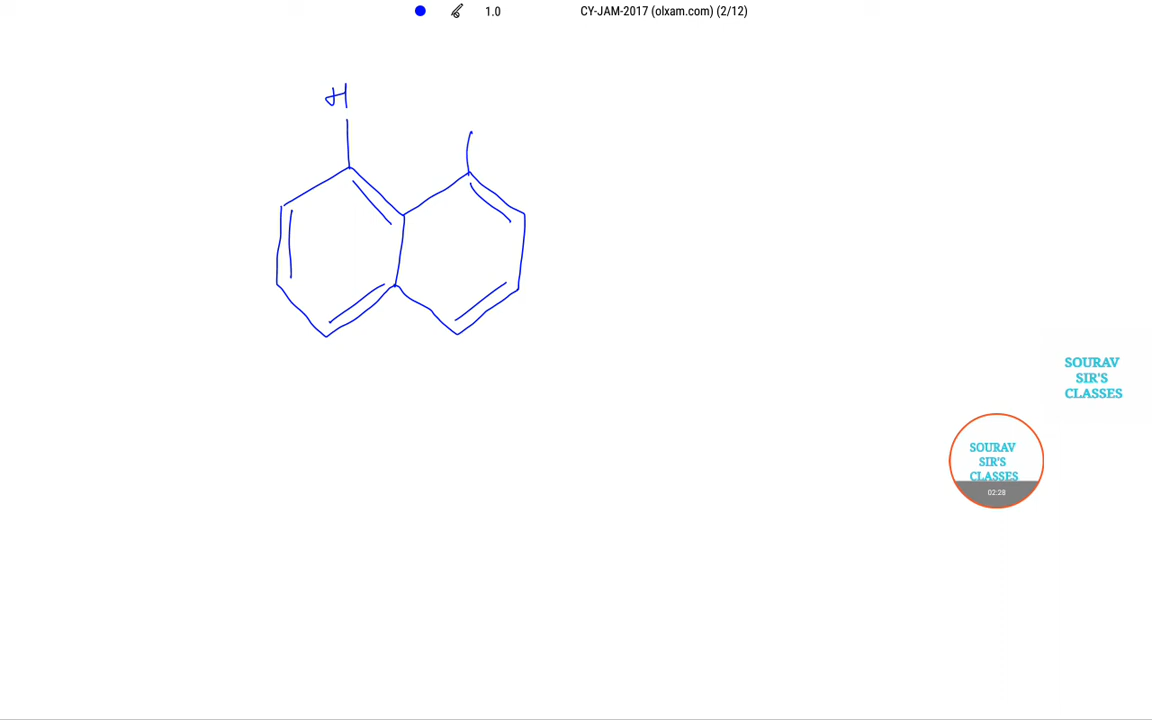 1.0 CY-JAM-2017 (olxam.com) (2/12)
H
SOURAV
SIR'S
CLASSES
SOURAV
SIR'S
CLASSES
02:28